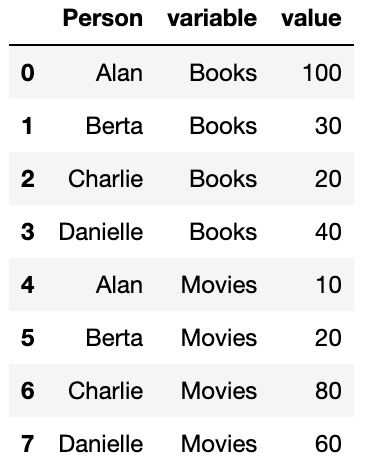 Person variable value
0 Alan Books 100
1 Berta Books 30
2 Charlie Books 20
3 Danielle Books 40
4 Alan Movies 10
5 Berta Movies 20
6 Charlie Movies 80
7 Danielle Movies 60